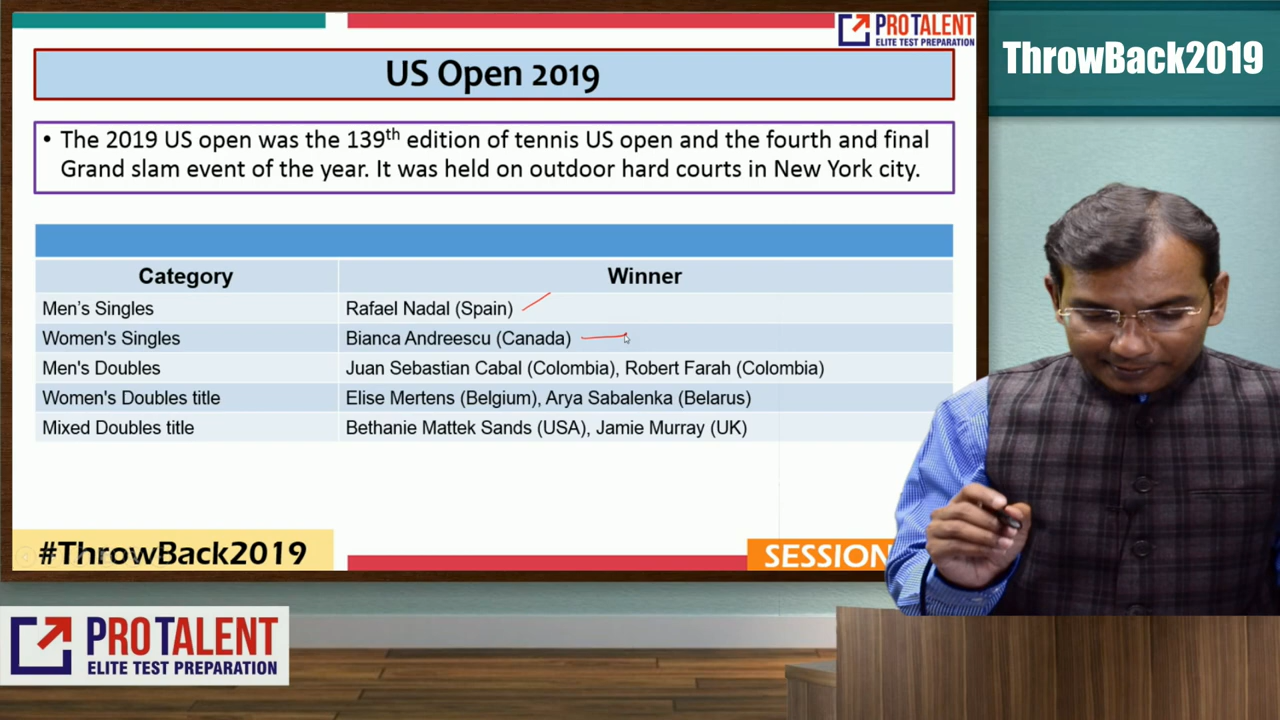 PROTALENT
ELITE TEST PREPARATION
ThrowBack2019
US Open 2019
• The 2019 US open was the 139th edition of tennis US open and the fourth and final
Grand slam event of the year. It was held on outdoor hard courts in New York city.
Category Winner
Men's Singles Rafael Nadal (Spain)
Women's Singles Bianca Andreescu (Canada)
Men's Doubles Juan Sebastian Cabal (Colombia), Robert Farah (Colombia)
Women's Doubles title Elise Mertens (Belgium), Arya Sabalenka (Belarus)
Mixed Doubles title Bethanie Mattek Sands (USA), Jamie Murray (UK)
#ThrowBack2019
SESSION
PROTALENT
ELITE TEST PREPARATION